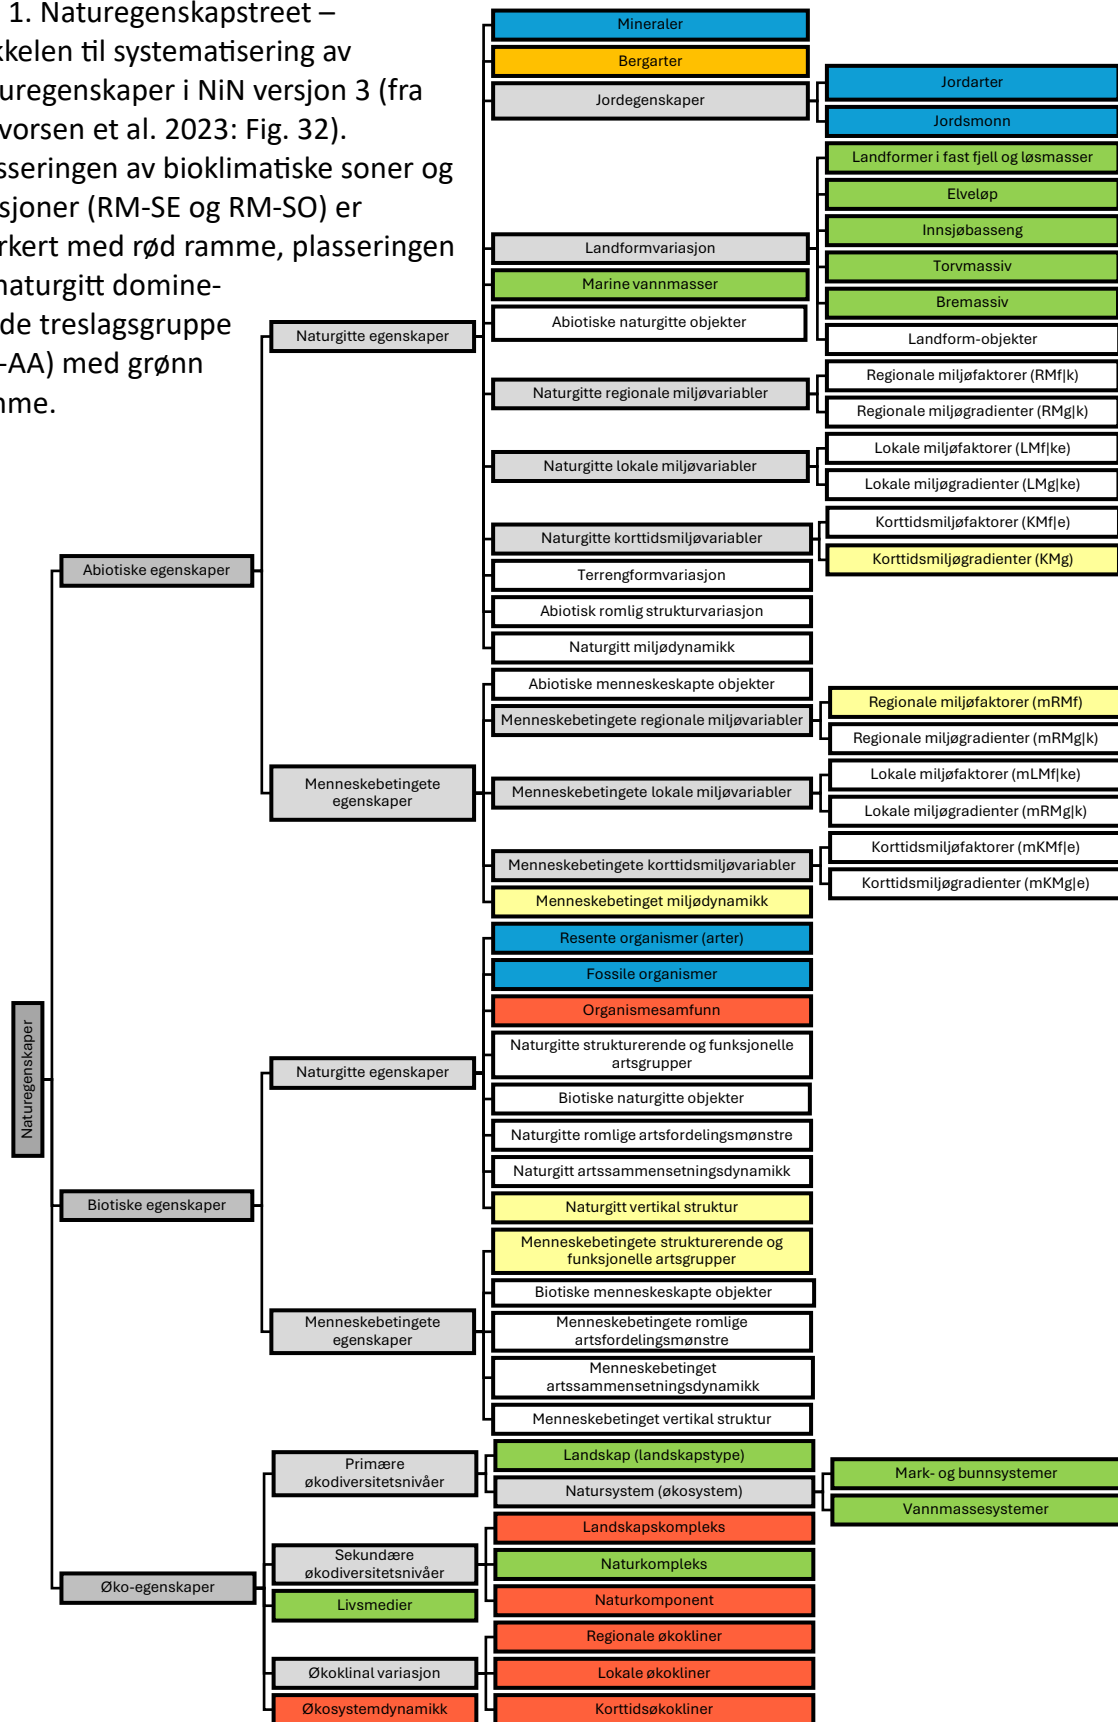 1. Naturegenskapstreet –
kkelen til systematisering av
uregenskaper i NiN versjon 3 (fra
vorsen et al. 2023: Fig. 32).
sseringen av bioklimatiske soner og
sjoner (RM-SE og RM-SO) er
rkert med rød ramme, plasseringen
naturgitt domine-
de treslagsgruppe
-AA) med grønn
nme.
Mineraler
Bergarter
Jordegenskaper
Jordarter
Jordsmonn
Landformer i fast fjell og løsmasser
Elveløp
Innsjøbasseng
Landformvariasjon
Torvmassiv
Marine vannmasser
Bremassiv
Abiotiske naturgitte objekter
Landform-objekter
Naturgitte egenskaper
Regionale miljøfaktorer (RMf|k)
Naturgitte regionale miljøvariabler
Regionale miljøgradienter (RMg|k)
Lokale miljøfaktorer (LMf|ke)
Naturgitte lokale miljøvariabler
Lokale miljøgradienter (LMg|ke)
Korttidsmiljøfaktorer (KMf|e)
Naturgitte korttidsmiljøvariabler
Korttidsmiljøgradienter (KMg)
Abiotiske egenskaper
Terrengformvariasjon
Abiotisk romlig strukturvariasjon
Naturgitt miljødynamikk
Abiotiske menneskeskapte objekter
Regionale miljøfaktorer (mRMf)
Menneskebetingete regionale miljøvariabler
Regionale miljøgradienter (mRMg|k)
Menneskebetingete
egenskaper
Lokale miljøfaktorer (mLMf|ke)
Menneskebetingete lokale miljøvariabler
Lokale miljøgradienter (mRMg|k)
Korttidsmiljøfaktorer (mKMf|e)
Menneskebetingete korttidsmiljøvariabler
Korttidsmiljøgradienter (mKMg|e)
Menneskebetinget miljødynamikk
Naturegenskaper
Resente organismer (arter)
Fossile organismer
Organismesamfunn
Naturgitte strukturerende og funksjonelle
artsgrupper
Naturgitte egenskaper
Biotiske naturgitte objekter
Naturgitte romlige artsfordelingsmønstre
Naturgitt artssammensetningsdynamikk
Biotiske egenskaper
Naturgitt vertikal struktur
Menneskebetingete strukturerende og
funksjonelle artsgrupper
Biotiske menneskeskapte objekter
Menneskebetingete
egenskaper
Menneskebetingete romlige
artsfordelingsmønstre
Menneskebetinget
artssammensetningsdynamikk
Menneskebetinget vertikal struktur
Primære
økodiversitetsnivåer
Landskap (landskapstype)
Natursystem (økosystem)
Mark- og bunnsystemer
Vannmassesystemer
Landskapskompleks
Sekundære
økodiversitetsnivåer
Naturkompleks
Øko-egenskaper
Livsmedier
Naturkomponent
Regionale økokliner
Økoklinal variasjon
Lokale økokliner
Økosystemdynamikk
Korttidsøkokliner